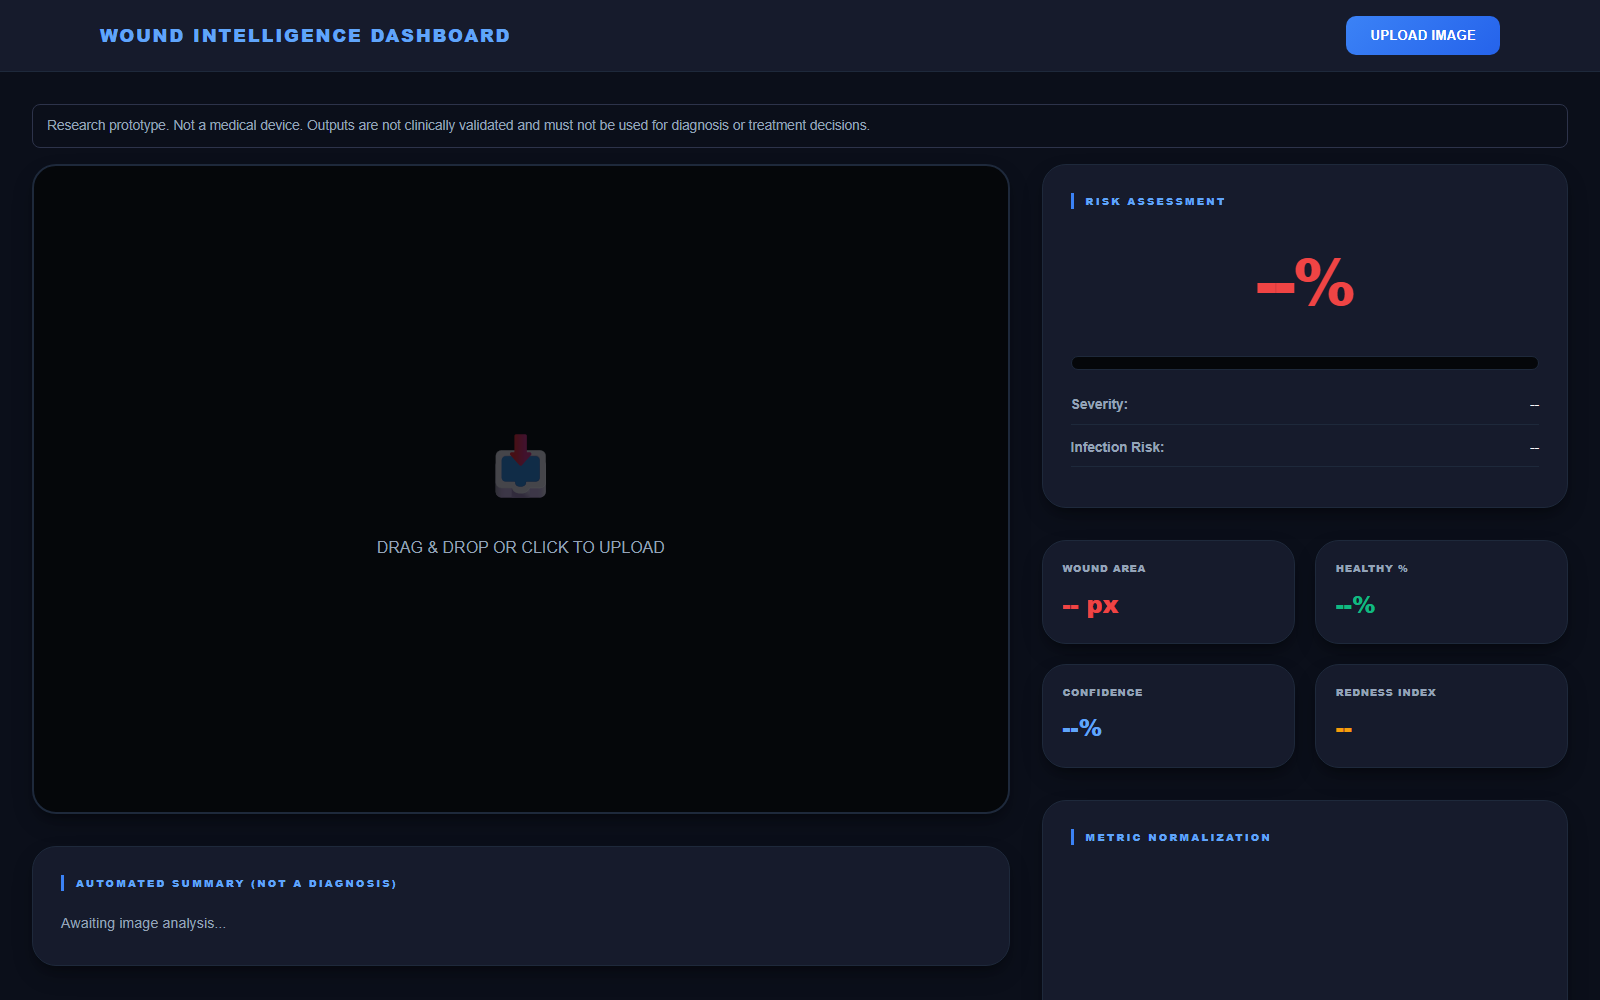 WOUND INTELLIGENCE DASHBOARD
UPLOAD IMAGE
Research prototype. Not a medical device. Outputs are not clinically validated and must not be used for diagnosis or treatment decisions.
DRAG & DROP OR CLICK TO UPLOAD
AUTOMATED SUMMARY (NOT A DIAGNOSIS)
Awaiting image analysis...
RISK ASSESSMENT
--%
Severity: --
Infection Risk: --
WOUND AREA
-- px
HEALTHY %
--%
CONFIDENCE
--%
REDNESS INDEX
--
METRIC NORMALIZATION